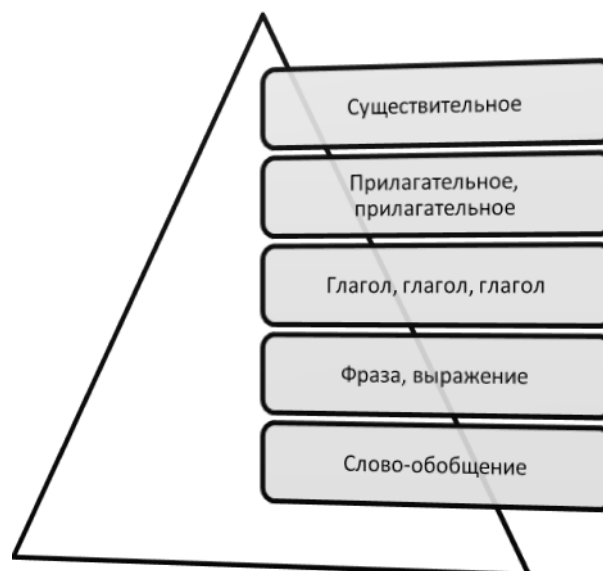 Существительное
Прилагательное,
прилагательное
Глагол, глагол, глагол
Фраза, выражение
Слово-обобщение